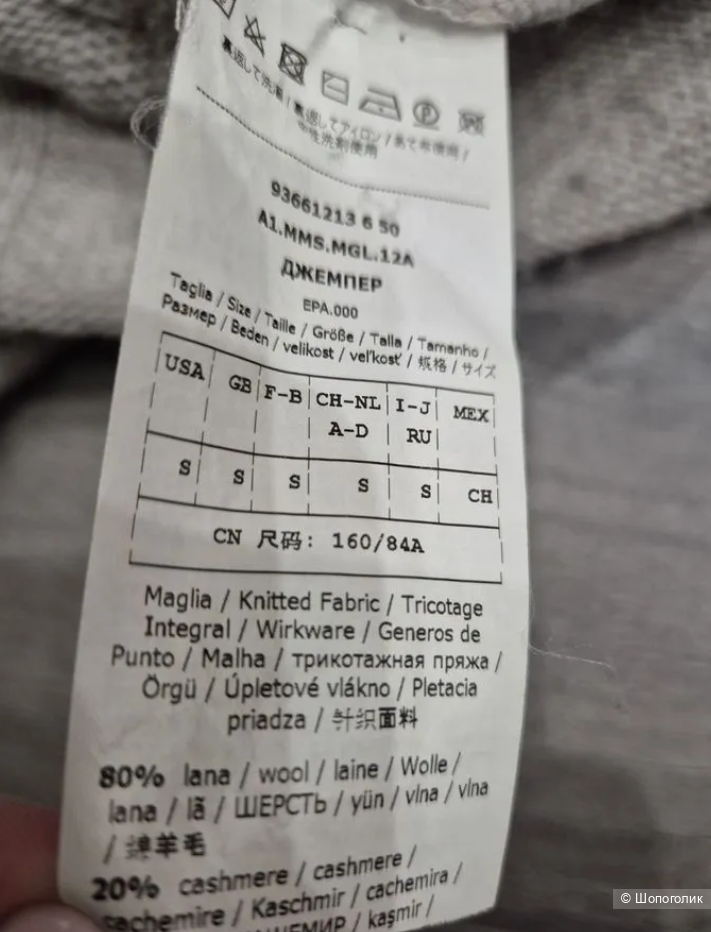 裏返して洗濯 / 裏返してアイロン / あて布使用 /
中性洗剤使用
93661213 6 50
A1.MMS.MGL.12A
ДЖЕМПЕР
EPA.000
Taglia / Size / Taille / Größe / Talla / Tamanho /
Размер / Beden / velikost / veľkosť / 规格 / サイズ
USA GB F-B CH-NL I-J MEX
A-D RU
S S S S S CH
CN 尺码: 160/84A
Maglia / Knitted Fabric / Tricotage
Integral / Wirkware / Generos de
Punto / Malha / трикотажная пряжа /
Örgü / Úpletové vlákno / Pletacia
priadza / 针织面料
80% lana / wool / laine / Wolle /
lana / lã / ШЕРСТЬ / yün / vlna / vlna
/ 绵羊毛
20% cashmere / cashmere /
cachemire / Kaschmir / cachemira /
kaşmir /
© Шопоголик